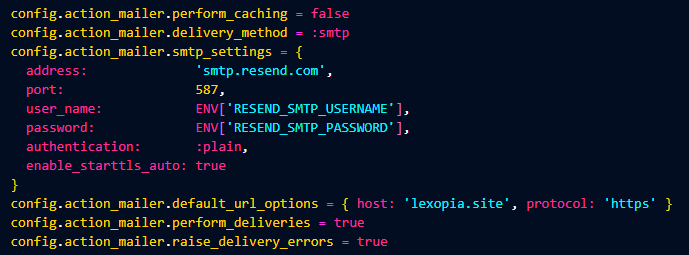 config.action_mailer.perform_caching = false
config.action_mailer.delivery_method = :smtp
config.action_mailer.smtp_settings = {
  address:              'smtp.resend.com',
  port:                 587,
  user_name:            ENV['RESEND_SMTP_USERNAME'],
  password:             ENV['RESEND_SMTP_PASSWORD'],
  authentication:       :plain,
  enable_starttls_auto: true
}
config.action_mailer.default_url_options = { host: 'lexopia.site', protocol: 'https' }
config.action_mailer.perform_deliveries = true
config.action_mailer.raise_delivery_errors = true